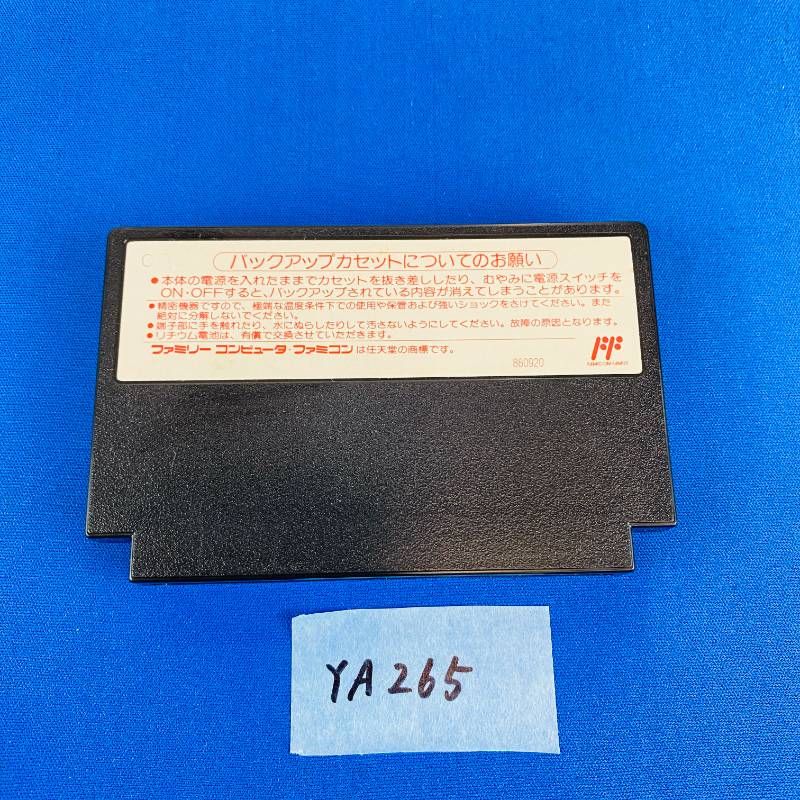 バックアップカセットについてのお願い
●本体の電源を入れたままでカセットを抜き差ししたり、むやみに電源スイッチを
ON・OFFすると、バックアップされている内容が消えてしまうことがあります。
●精密機器ですので、極端な温度条件下での使用や保管および強いショックをさけてください。また
絶対に分解しないでください。
●端子部に手を触れたり、水にぬらしたりして汚さないようにしてください。故障の原因となります。
●リチウム電池は、有償で交換させていただきます。
ファミリーコンピュータ・ファミコンは任天堂の商標です。
860920
YA265